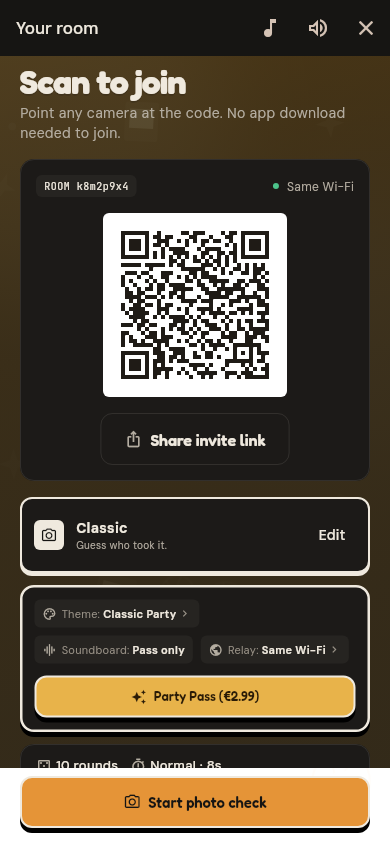 Your room
Scan to join
Point any camera at the code. No app download
needed to join.
ROOM k8m2p9x4
Same Wi-Fi
Share invite link
Classic
Guess who took it.
Edit
Theme: Classic Party
Soundboard: Pass only
Relay: Same Wi-Fi
Party Pass (€2.99)
10 rounds
Normal · 8s
Start photo check